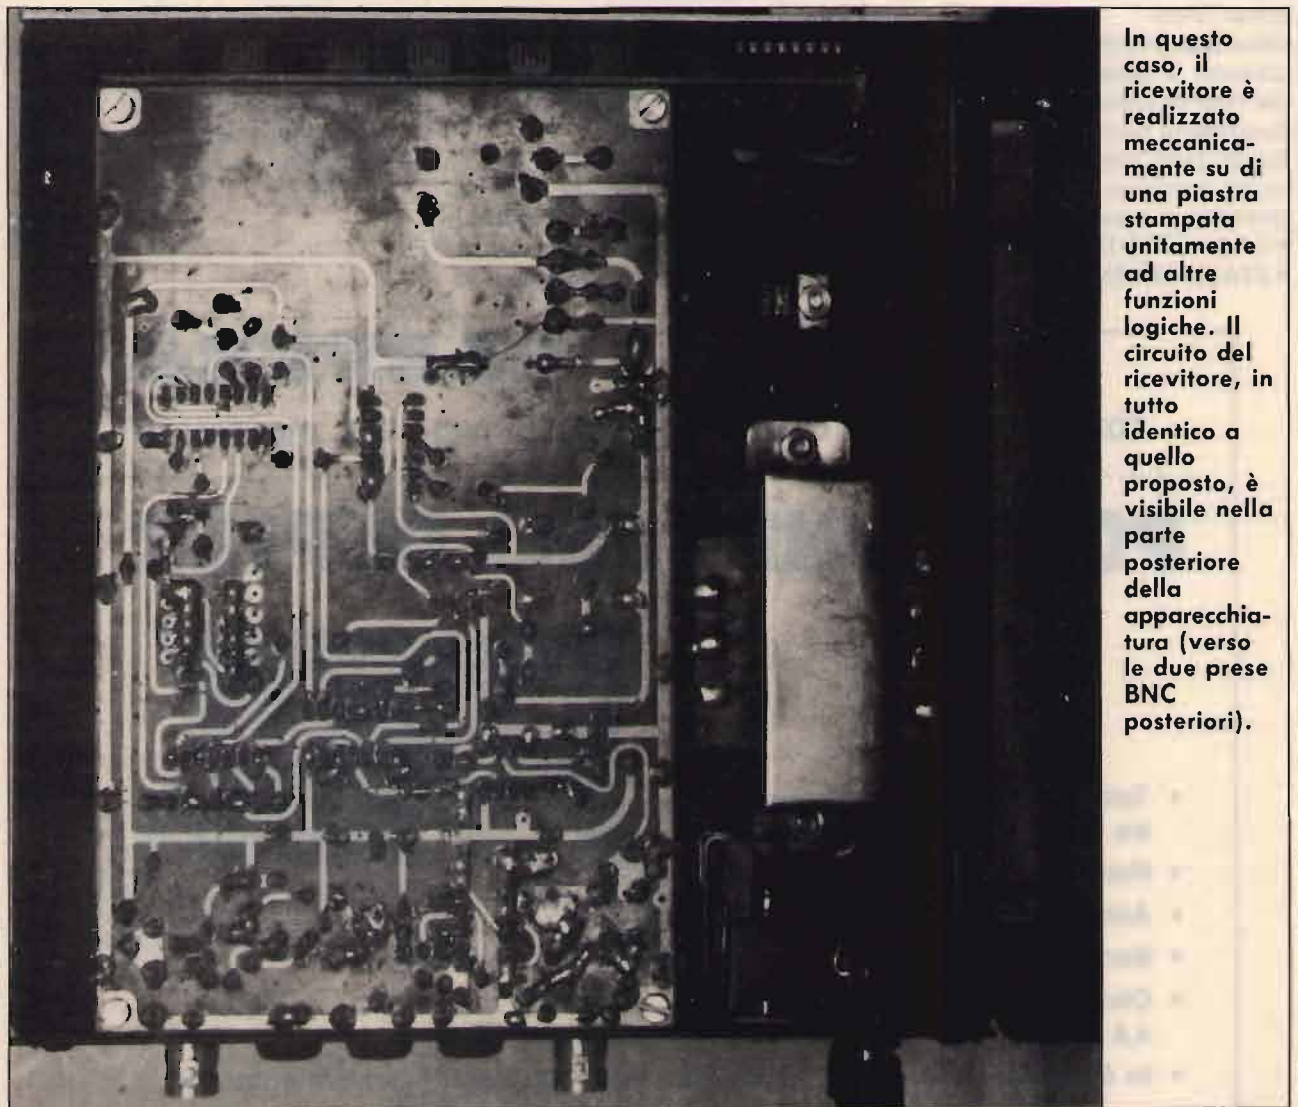 In questo
caso, il
ricevitore è
realizzato
meccanica-
mente su di
una piastra
stampata
unitamente
ad altre
funzioni
logiche. Il
circuito del
ricevitore, in
tutto
identico a
quello
proposto, è
visibile nella
parte
posteriore
della
apparecchia-
tura (verso
le due prese
BNC
posteriori).